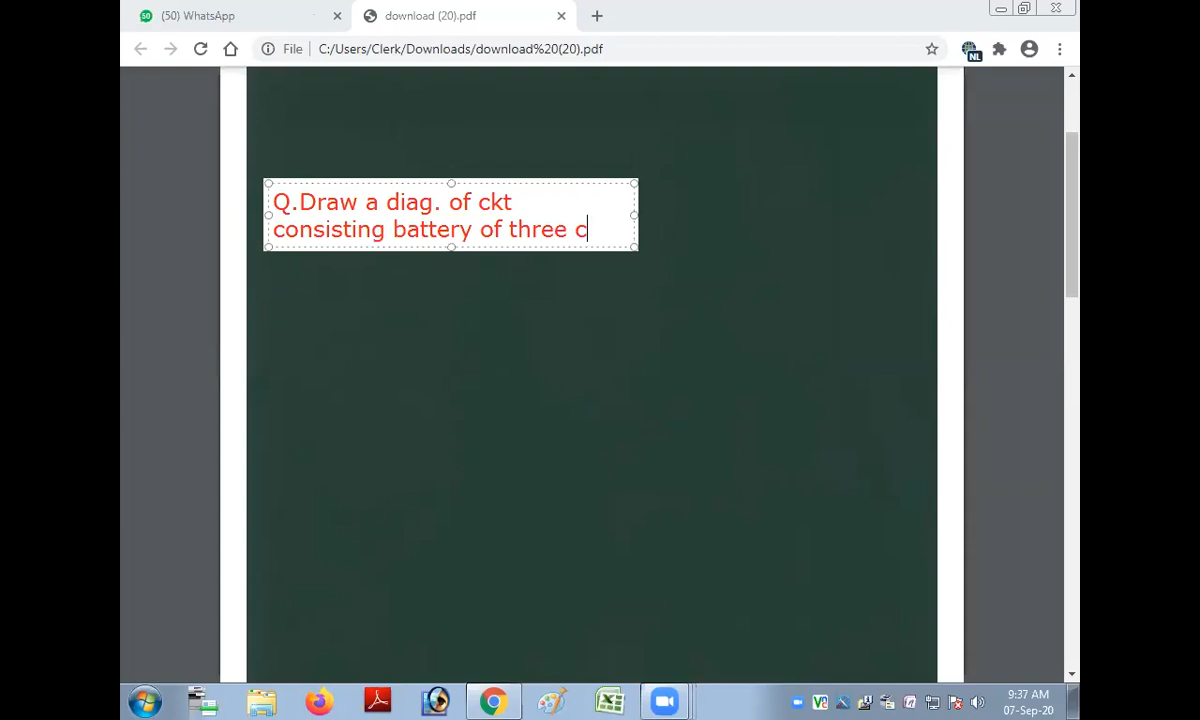 (50) WhatsApp
download (20).pdf
File
C:/Users/Clerk/Downloads/download%20(20).pdf
NL
Q.Draw a diag. of ckt
consisting battery of three c
9:37 AM
07-Sep-20